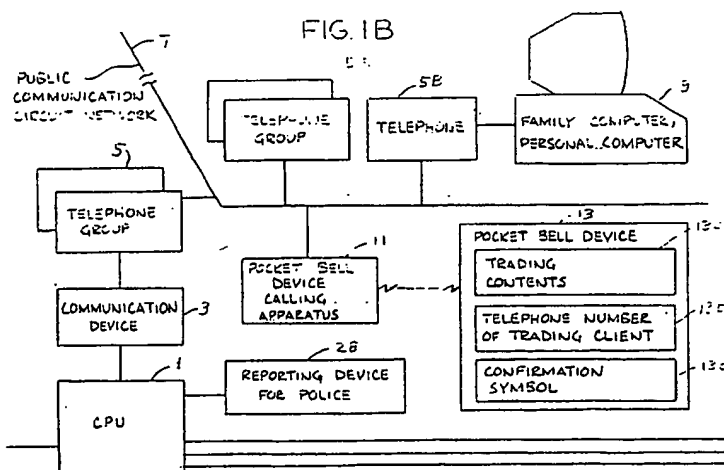 FIG. 1B
7
PUBLIC
COMMUNICATION
CIRCUIT NETWORK
TELEPHONE
GROUP
5B
TELEPHONE
9
FAMILY COMPUTER,
PERSONAL COMPUTER
5
TELEPHONE
GROUP
11
POCKET BELL
DEVICE
CALLING
APPARATUS
13
POCKET BELL DEVICE
TRADING
CONTENTS
TELEPHONE NUMBER
OF TRADING CLIENT
CONFIRMATION
SYMBOL
COMMUNICATION
DEVICE
3
28
REPORTING DEVICE
FOR POLICE
1
CPU